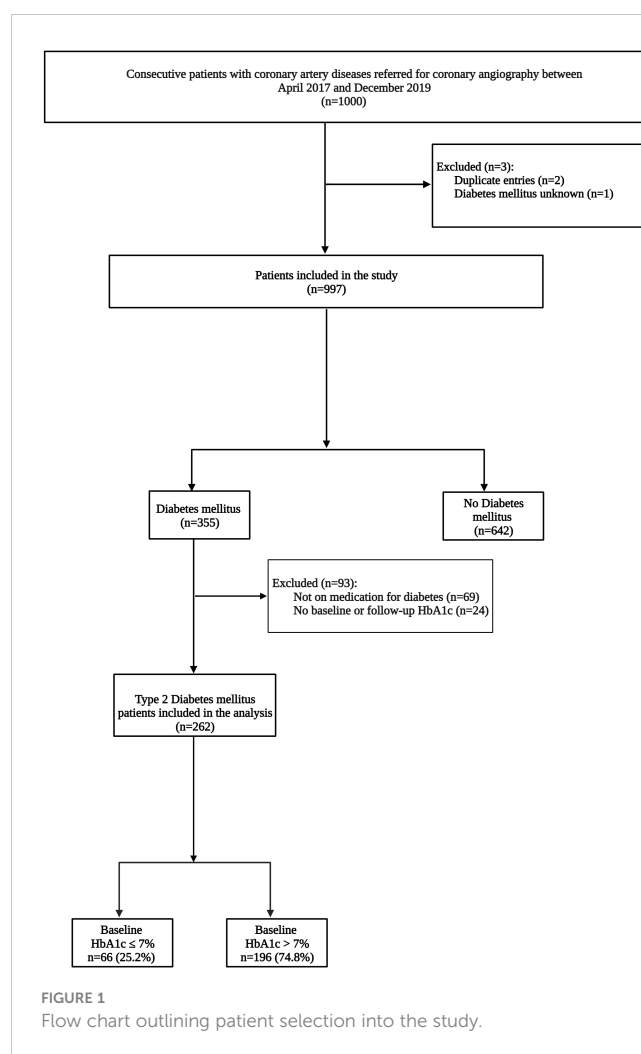 Consecutive patients with coronary artery diseases referred for coronary angiography between
April 2017 and December 2019
(n=1000)
Excluded (n=3):
Duplicate entries (n=2)
Diabetes mellitus unknown (n=1)
Patients included in the study
(n=997)
Diabetes mellitus
(n=355)
No Diabetes
mellitus
(n=642)
Excluded (n=93):
Not on medication for diabetes (n=69)
No baseline or follow-up HbA1c (n=24)
Type 2 Diabetes mellitus
patients included in the analysis
(n=262)
Baseline
HbA1c ≤ 7%
n=66 (25.2%)
Baseline
HbA1c > 7%
n=196 (74.8%)
FIGURE 1
Flow chart outlining patient selection into the study.